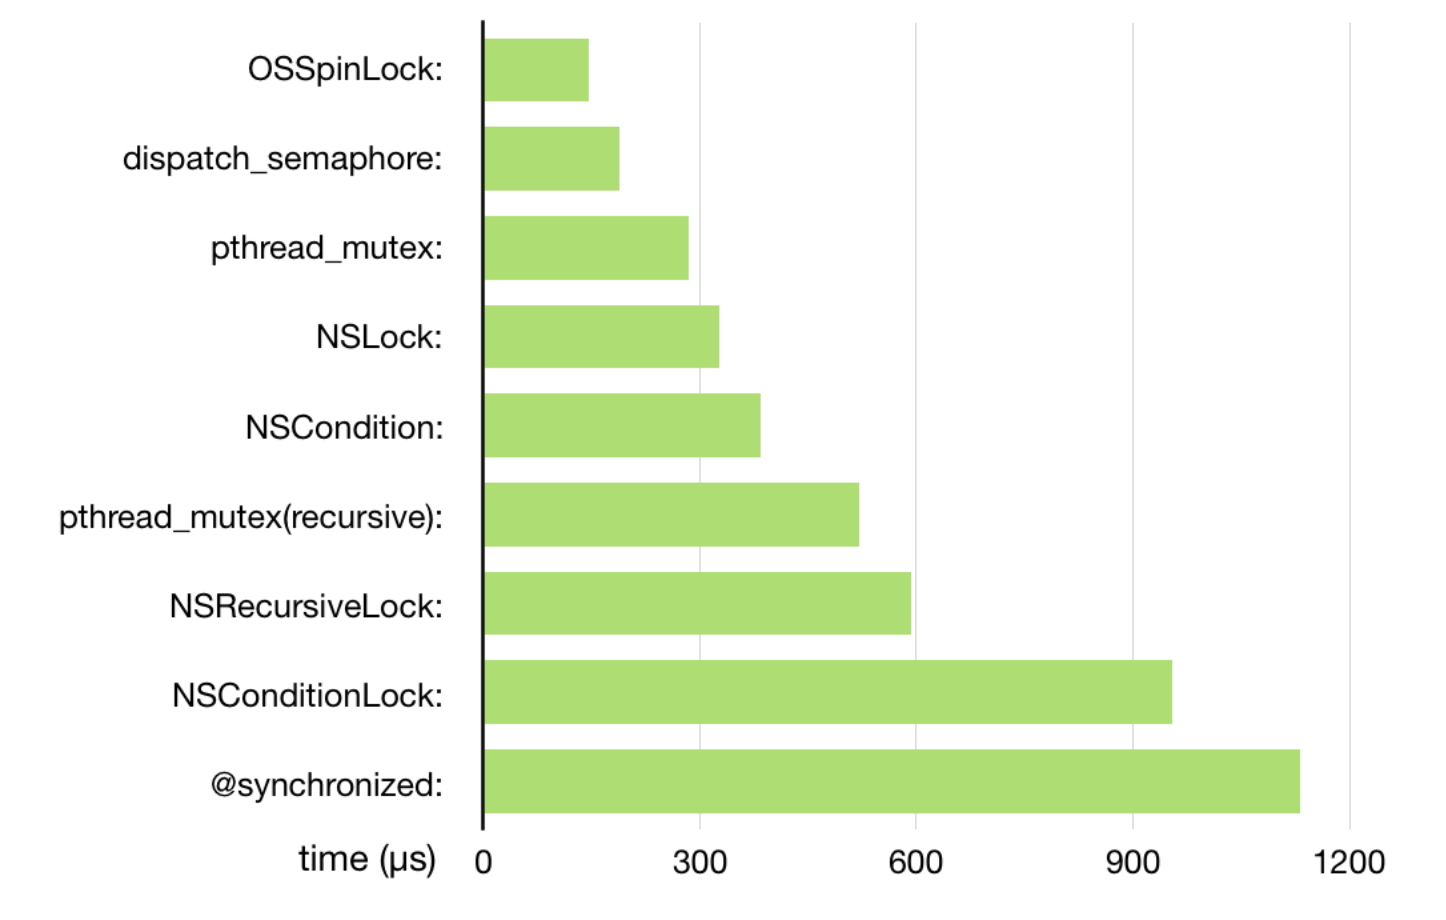 OSSpinLock:
dispatch_semaphore:
pthread_mutex:
NSLock:
NSCondition:
pthread_mutex(recursive):
NSRecursiveLock:
NSConditionLock:
@synchronized:
time (µs) 0 300 600 900 1200